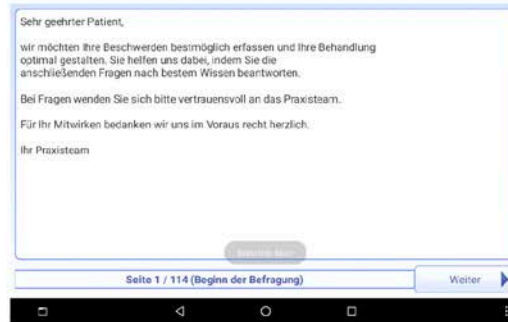 Sehr geehrter Patient,
wir möchten Ihre Beschwerden bestmöglich erfassen und Ihre Behandlung
optimal gestalten. Sie helfen uns dabei, indem Sie die
anschließenden Fragen nach bestem Wissen beantworten.
Bei Fragen wenden Sie sich bitte vertrauensvoll an das Praxisteam.
Für Ihr Mitwirken bedanken wir uns im Voraus recht herzlich.
Ihr Praxisteam
Seite 1 / 114 (Beginn der Befragung)
Weiter